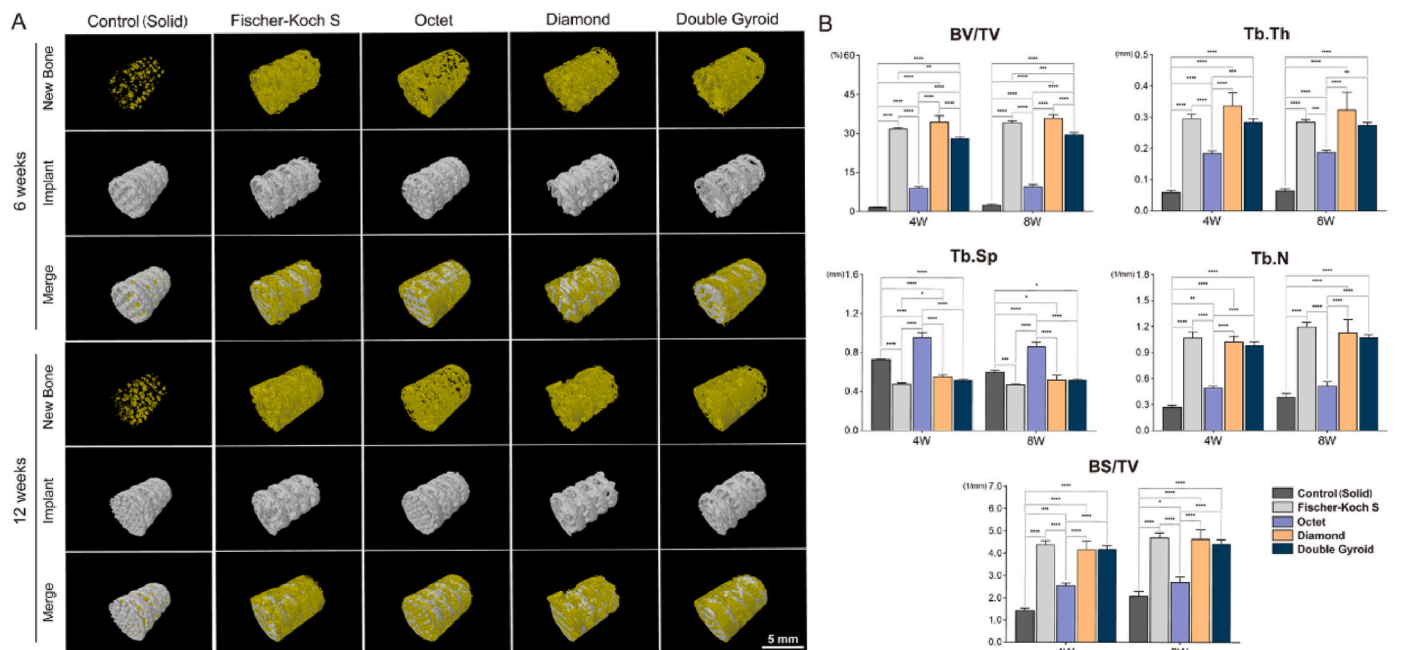 A
Control (Solid)
Fischer-Koch S
Octet
Diamond
Double Gyroid
6 weeks
New Bone
Implant
Merge
12 weeks
New Bone
Implant
Merge
5 mm
B
BV/TV
(%)
60
45
30
15
0
4W
8W
Tb.Th
(mm)
0.5
0.4
0.3
0.2
0.1
0.0
4W
8W
Tb.Sp
(mm)
1.6
1.2
0.8
0.4
0.0
4W
8W
Tb.N
(1/mm)
1.8
1.5
1.2
0.9
0.6
0.3
0.0
4W
8W
BS/TV
(1/mm)
7.0
6.0
5.0
4.0
3.0
2.0
1.0
0.0
Control (Solid)
Fischer-Koch S
Octet
Diamond
Double Gyroid